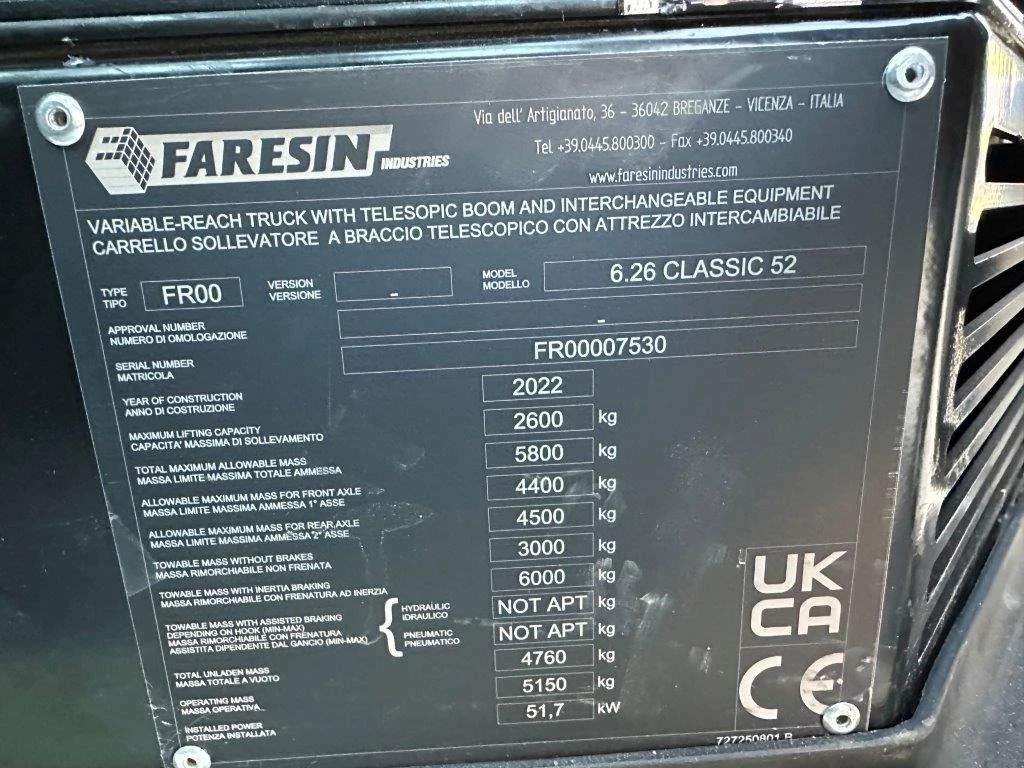 FARESIN INDUSTRIES
Via dell' Artigianato, 36 - 36042 BREGANZE - VICENZA - ITALIA
Tel +39.0445.800300 - Fax +39.0445.800340
www.faresinindustries.com
VARIABLE-REACH TRUCK WITH TELESOPIC BOOM AND INTERCHANGEABLE EQUIPMENT
CARRELLO SOLLEVATORE A BRACCIO TELESCOPICO CON ATTREZZO INTERCAMBIABILE
TYPE
TIPO
FR00
VERSION
VERSIONE
-
MODEL
MODELLO
6.26 CLASSIC 52
APPROVAL NUMBER
NUMERO DI OMOLOGAZIONE
-
SERIAL NUMBER
MATRICOLA
FR00007530
YEAR OF CONSTRUCTION
ANNO DI COSTRUZIONE
2022
MAXIMUM LIFTING CAPACITY
CAPACITA' MASSIMA DI SOLLEVAMENTO
2600 kg
TOTAL MAXIMUM ALLOWABLE MASS
MASSA LIMITE MASSIMA TOTALE AMMESSA
5800 kg
ALLOWABLE MAXIMUM MASS FOR FRONT AXLE
MASSA LIMITE MASSIMA AMMESSA 1° ASSE
4400 kg
ALLOWABLE MAXIMUM MASS FOR REAR AXLE
MASSA LIMITE MASSIMA AMMESSA 2° ASSE
4500 kg
TOWABLE MASS WITHOUT BRAKES
MASSA RIMORCHIABILE NON FRENATA
3000 kg
TOWABLE MASS WITH INERTIA BRAKING
MASSA RIMORCHIABILE CON FRENATURA AD INERZIA
6000 kg
TOWABLE MASS WITH ASSISTED BRAKING
DEPENDING ON HOOK (MIN-MAX)
MASSA RIMORCHIABILE CON FRENATURA
ASSISTITA DIPENDENTE DAL GANCIO (MIN-MAX)
HYDRAULIC
IDRAULICO
NOT APT kg
PNEUMATIC
PNEUMATICO
NOT APT kg
TOTAL UNLADEN MASS
MASSA TOTALE A VUOTO
4760 kg
OPERATING MASS
MASSA OPERATIVA
5150 kg
INSTALLED POWER
POTENZA INSTALLATA
51,7 kW
UK
CA
CE
727250801 B